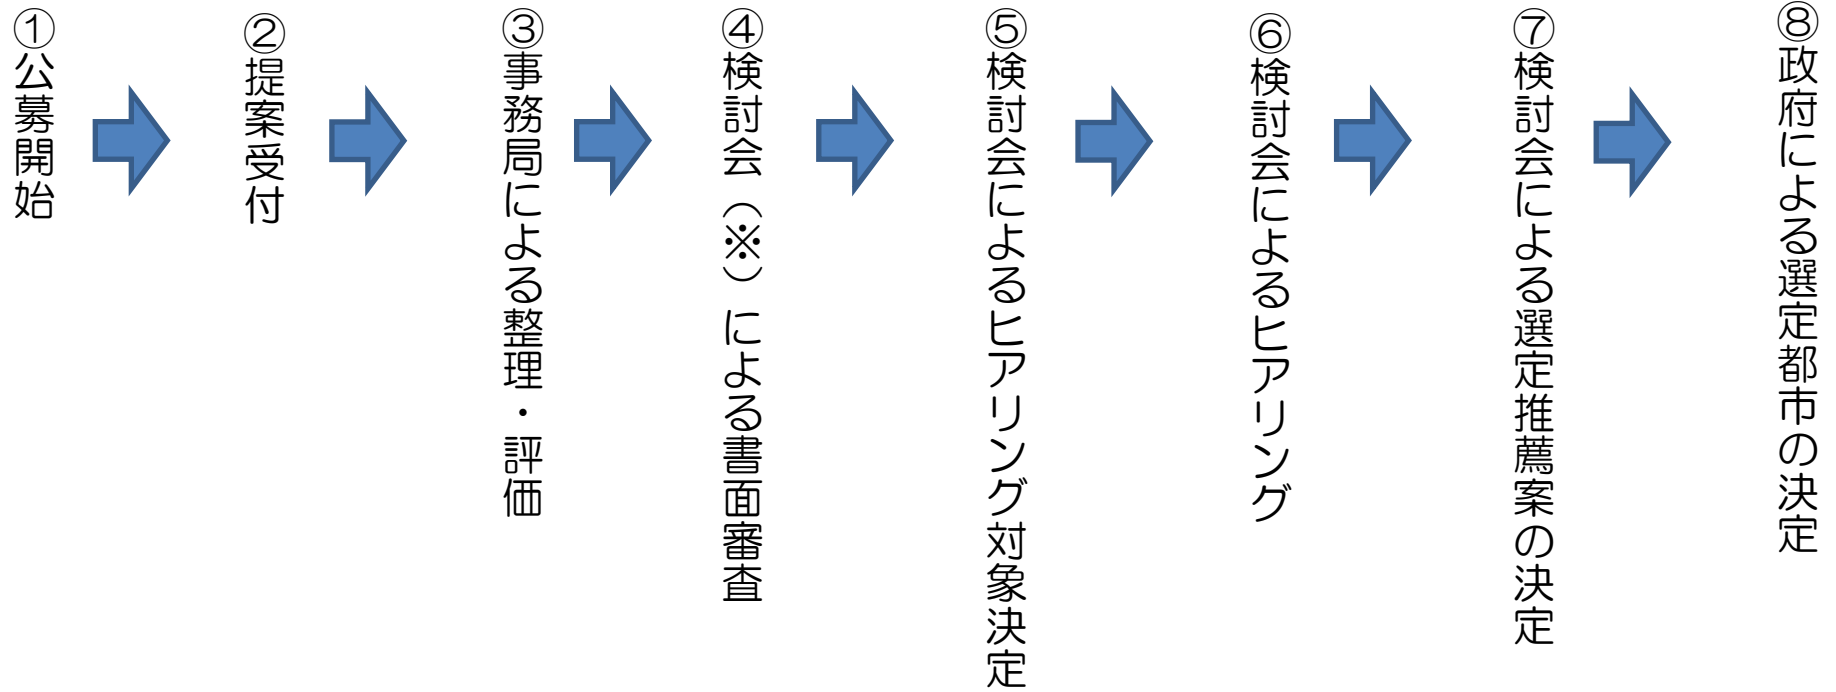 ①公募開始
②提案受付
③事務局による整理・評価
④検討会（※）による書面審査
⑤検討会によるヒアリング対象決定
⑥検討会によるヒアリング
⑦検討会による選定推薦案の決定
⑧政府による選定都市の決定